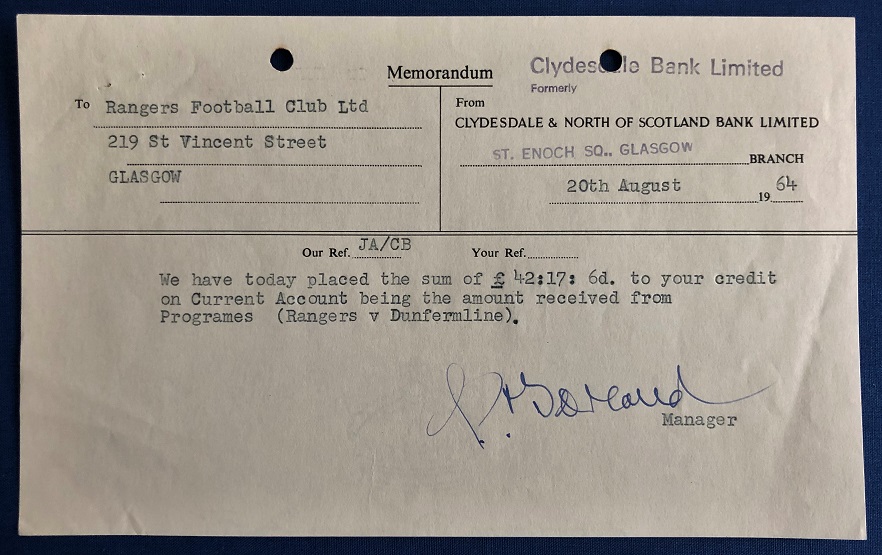 Memorandum
Clydesdale Bank Limited
Formerly
To Rangers Football Club Ltd
219 St Vincent Street
GLASGOW
From
CLYDESDALE & NORTH OF SCOTLAND BANK LIMITED
ST. ENOCH SQ., GLASGOW BRANCH
20th August 1964
Our Ref. JA/CB Your Ref.
We have today placed the sum of £ 42:17: 6d. to your credit
on Current Account being the amount received from
Programes (Rangers v Dunfermline).
Manager